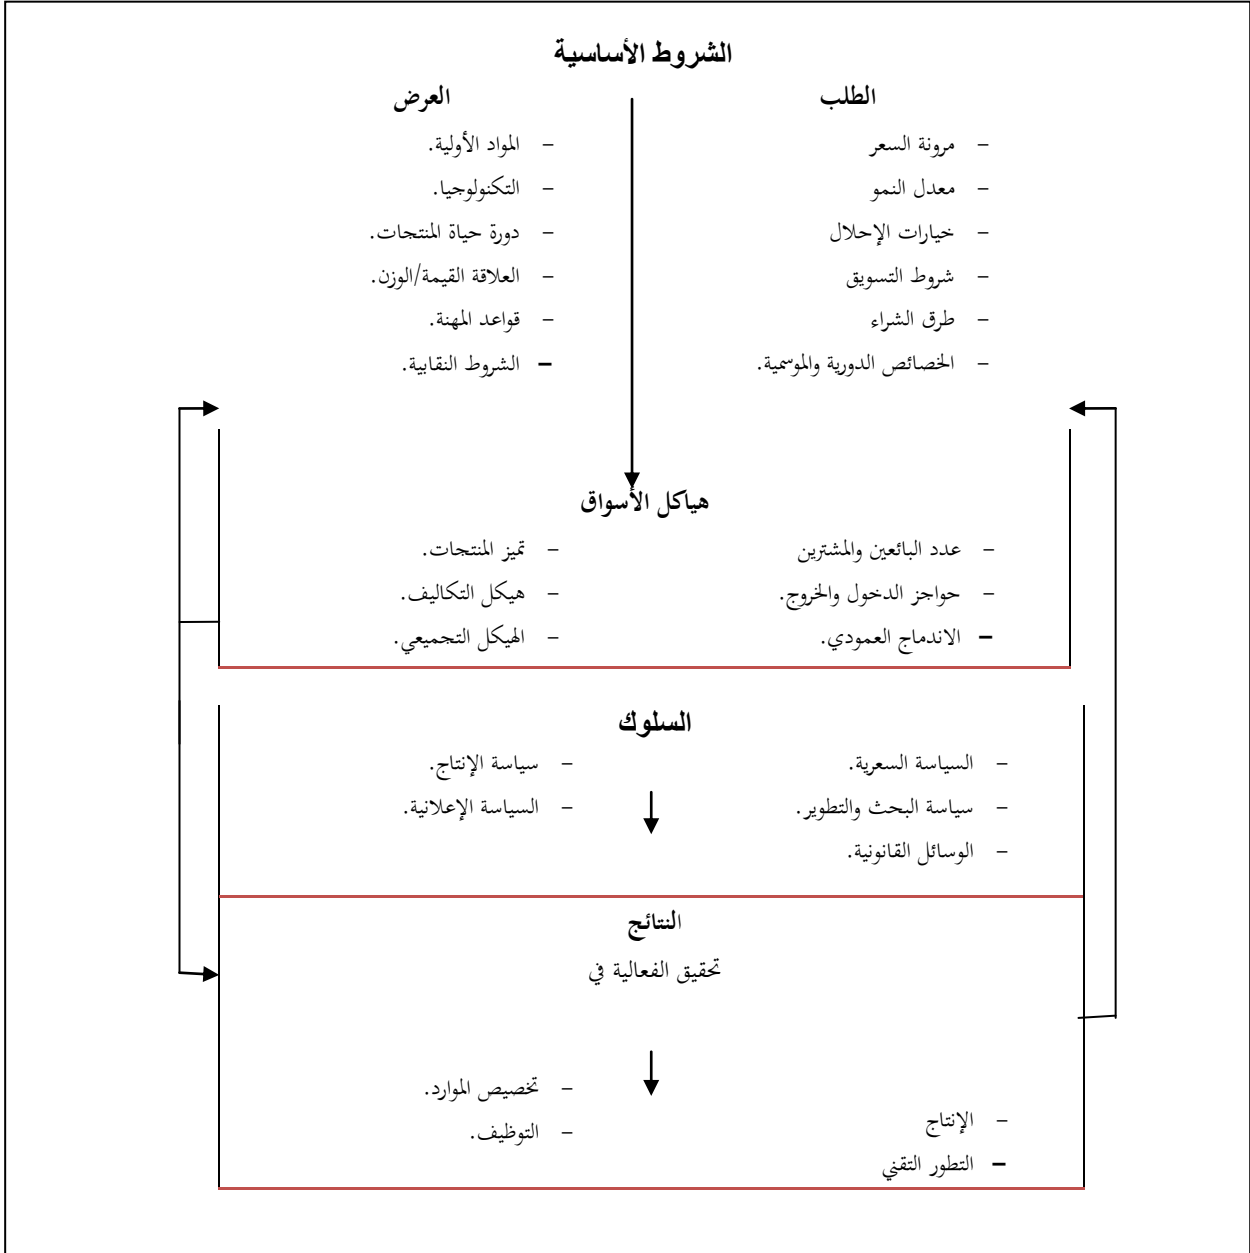 الشروط الأساسية
الطلب
– مرونة السعر
– معدل النمو
– خيارات الإحلال
– شروط التسويق
– طرق الشراء
– الخصائص الدورية والموسمية.
العرض
– المواد الأولية.
– التكنولوجيا.
– دورة حياة المنتجات.
– العلاقة القيمة/الوزن.
– قواعد المهنة.
– الشروط النقابية.
هياكل الأسواق
– عدد البائعين والمشترين
– حواجز الدخول والخروج.
– الاندماج العمودي.
– تميز المنتجات.
– هيكل التكاليف.
– الهيكل التجميعي.
السلوك
– السياسة السعرية.
– سياسة البحث والتطوير.
– الوسائل القانونية.
– سياسة الإنتاج.
– السياسة الإعلانية.
النتائج
تحقيق الفعالية في
– الإنتاج
– التطور التقني
– تخصيص الموارد.
– التوظيف.